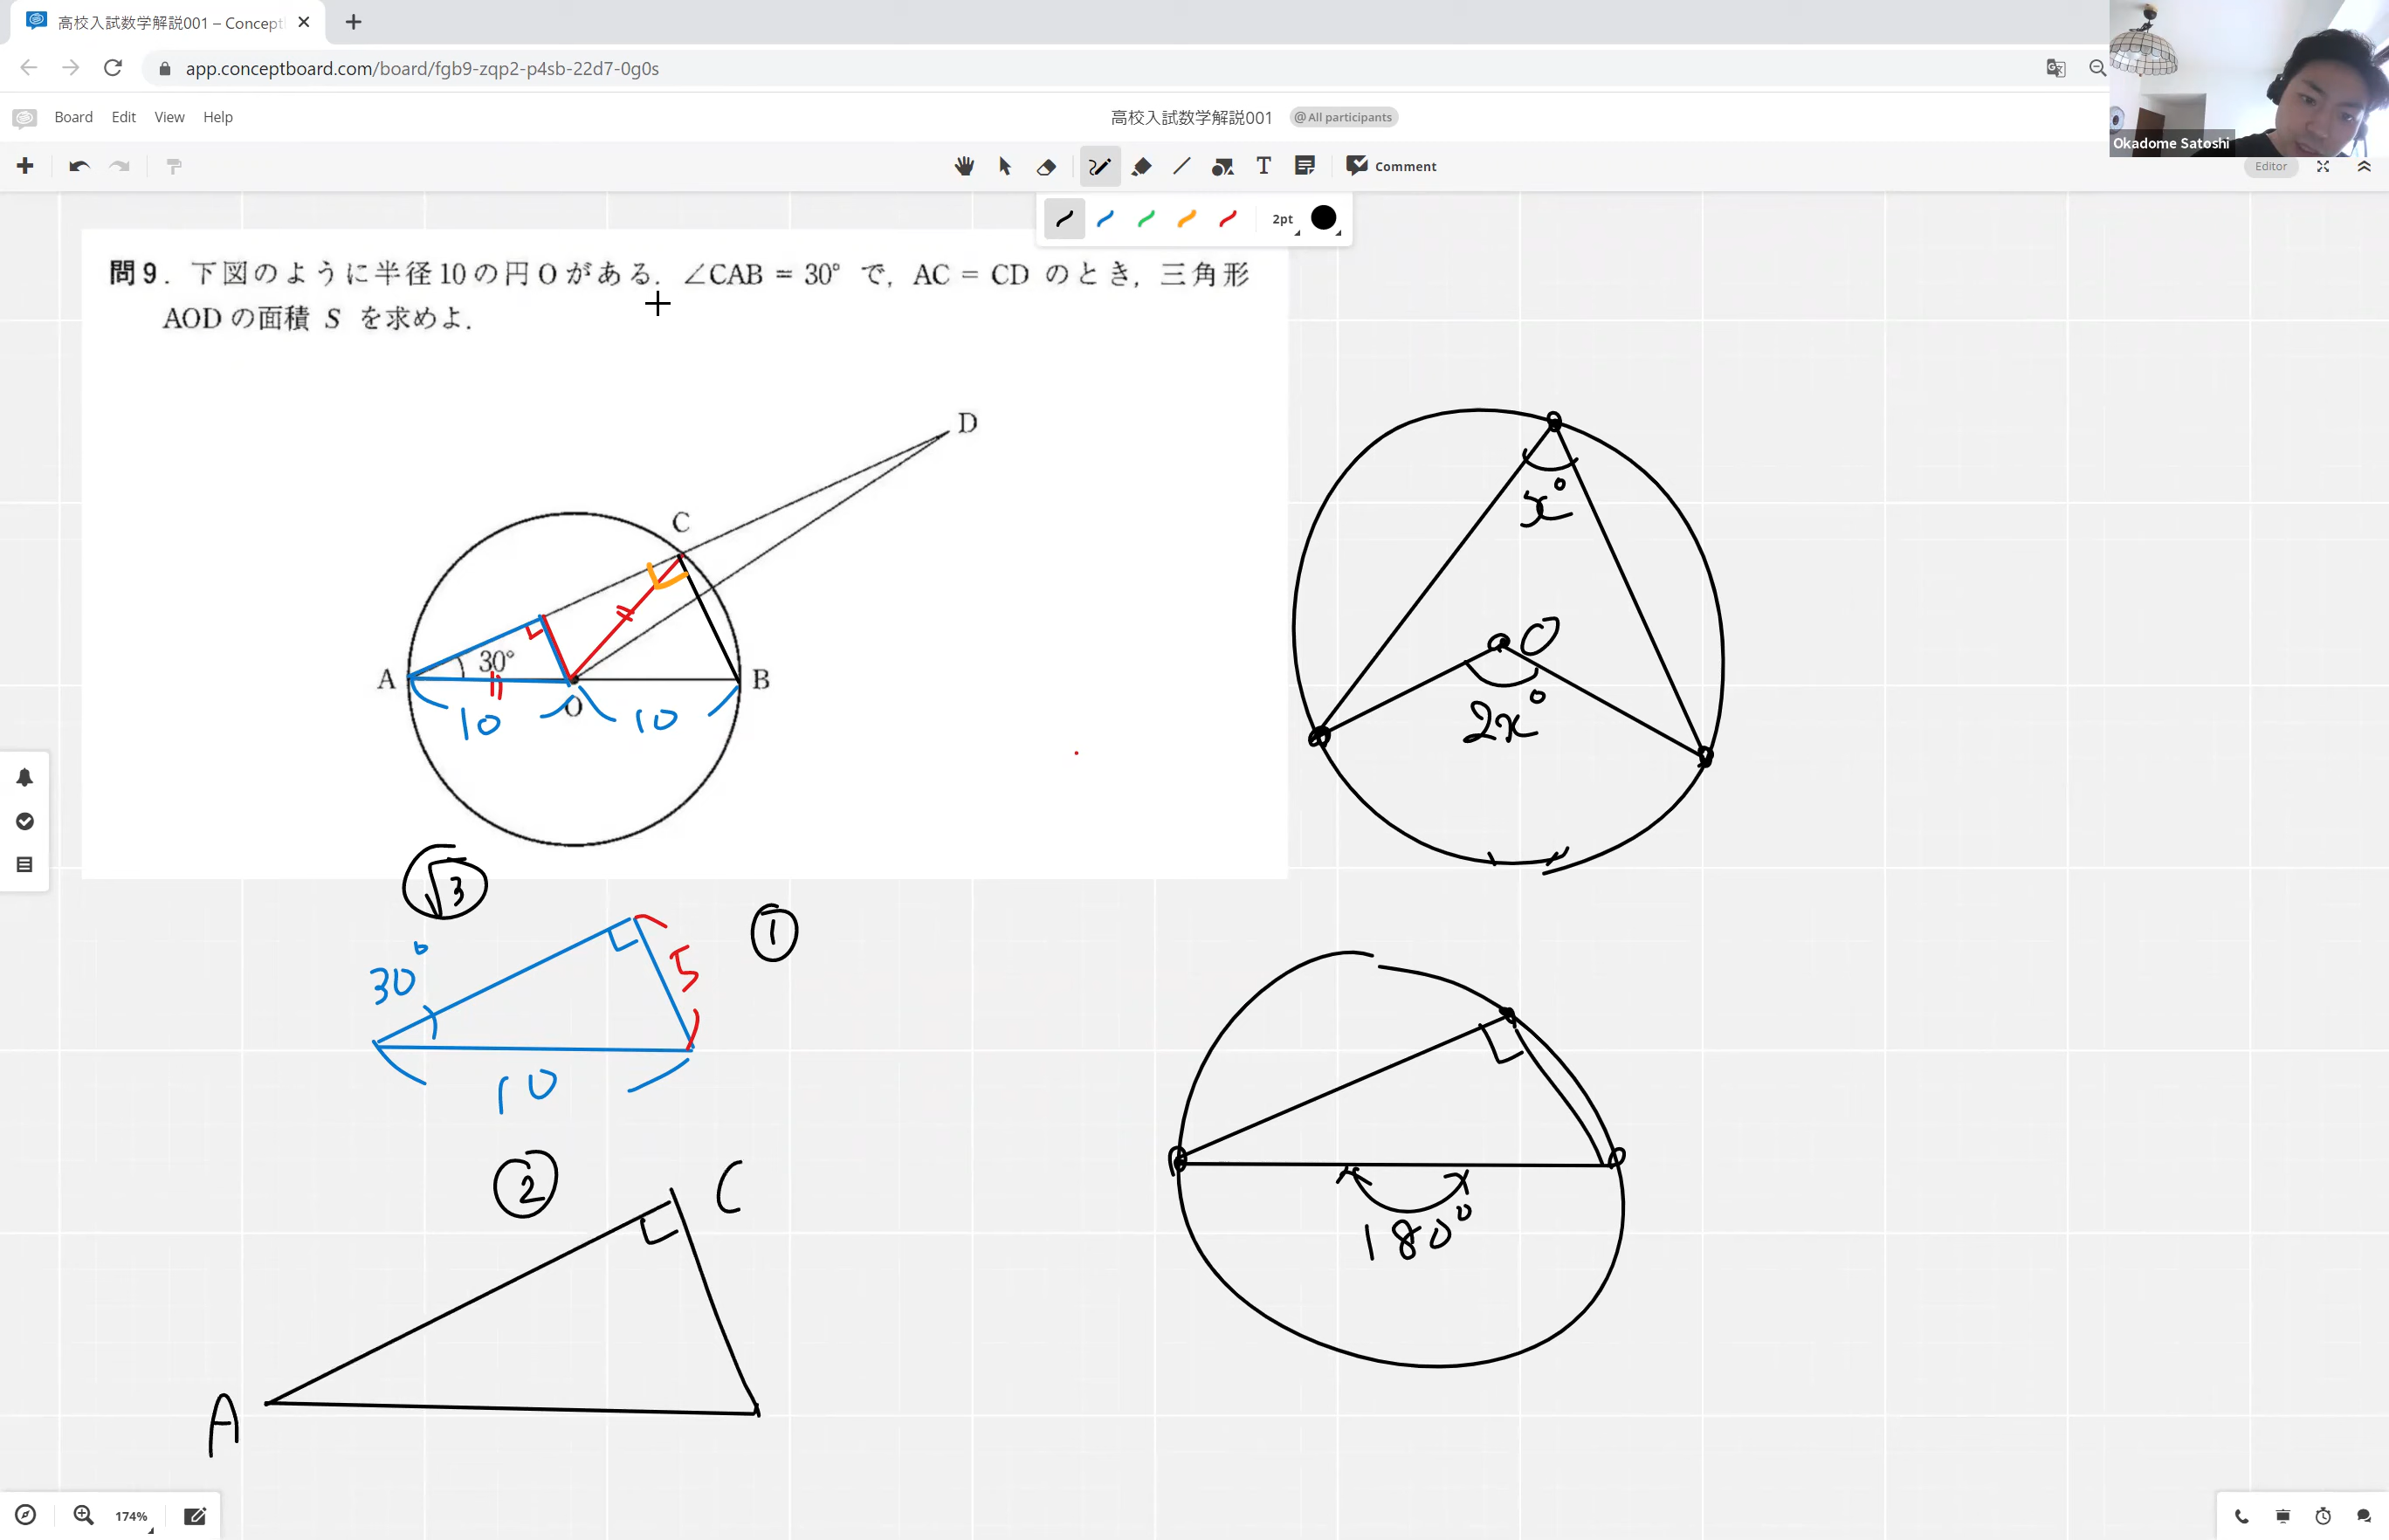 高校入試数学解説001 – Concept
app.conceptboard.com/board/fgb9-zqp2-p4sb-22d7-0g0s
Board Edit View Help
高校入試数学解説001
@All participants
Okadome Satoshi
Comment
Editor
2pt
問9. 下図のように半径10の円Oがある. ∠CAB = 30° で, AC = CD のとき, 三角形
AODの面積 S を求めよ.
D
C
30°
A
B
O
10
10
x°
O
2x°
√3
①
30°
5
10
②
C
A
180°
174%